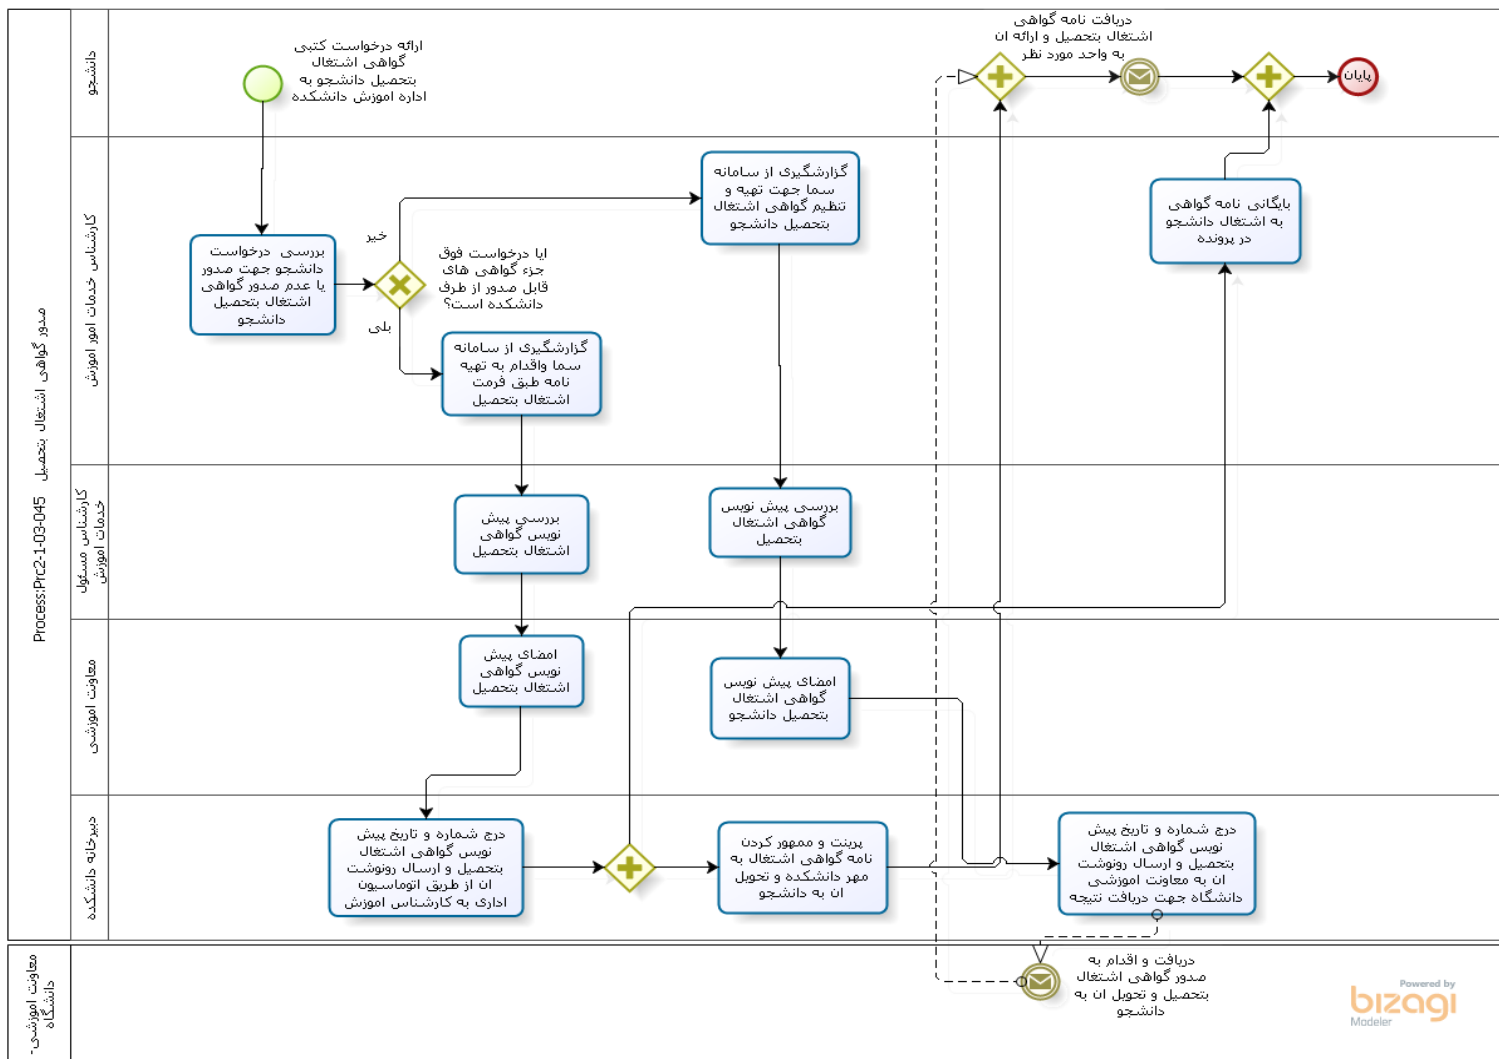 Process:Prc2-1-03-045 صدور گواهی اشتغال بتحصیل
دانشجو
ارائه درخواست کتبی
گواهی اشتغال
بتحصیل دانشجو به
اداره اموزش دانشکده
دریافت نامه گواهی
اشتغال بتحصیل و ارائه ان
به واحد مورد نظر
پایان
کارشناس خدمات امور اموزش
بررسی درخواست
دانشجو جهت صدور
یا عدم صدور گواهی
اشتغال بتحصیل
دانشجو
خیر
بلی
ایا درخواست فوق
جزء گواهی های
قابل صدور از طرف
دانشکده است؟
گزارشگیری از سامانه
سما واقدام به تهیه
نامه طبق فرمت
اشتغال بتحصیل
گزارشگیری از سامانه
سما جهت تهیه و
تنظیم گواهی اشتغال
بتحصیل دانشجو
بایگانی نامه گواهی
به اشتغال دانشجو
در پرونده
کارشناس مسئول
خدمات اموزش
بررسی پیش
نویس گواهی
اشتغال بتحصیل
بررسی پیش نویس
گواهی اشتغال
بتحصیل
معاونت اموزشی
امضای پیش
نویس گواهی
اشتغال بتحصیل
امضای پیش نویس
گواهی اشتغال
بتحصیل دانشجو
دبیرخانه دانشکده
درج شماره و تاریخ پیش
نویس گواهی اشتغال
بتحصیل و ارسال رونوشت
ان از طریق اتوماسیون
اداری به کارشناس اموزش
پرینت و ممهور کردن
نامه گواهی اشتغال به
مهر دانشکده و تحویل
ان به دانشجو
درج شماره و تاریخ پیش
نویس گواهی اشتغال
بتحصیل و ارسال رونوشت
ان به معاونت اموزشی
دانشگاه جهت دریافت نتیجه
معاونت اموزشی-
دانشگاه
دریافت و اقدام به
صدور گواهی اشتغال
بتحصیل و تحویل ان به
دانشجو
Powered by
bizagi
Modeler